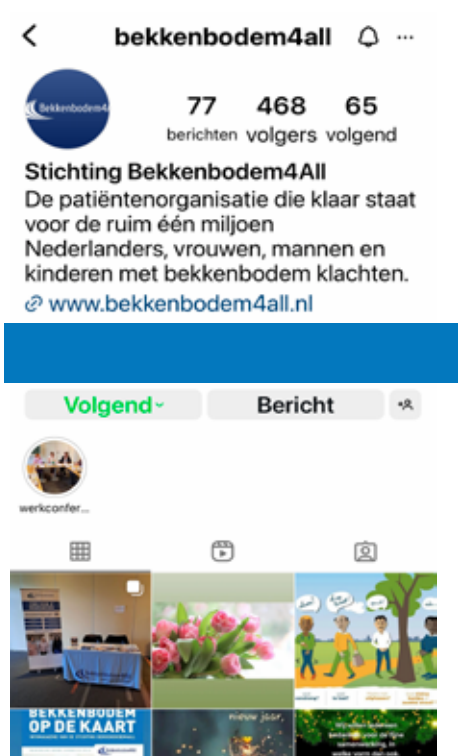 bekkenbodem4all
Bekkenbodem4
77 468 65
berichten volgers volgend
Stichting Bekkenbodem4All
De patiëntenorganisatie die klaar staat
voor de ruim één miljoen
Nederlanders, vrouwen, mannen en
kinderen met bekkenbodem klachten.
www.bekkenbodem4all.nl
Volgend
Bericht
werkconfer...
BEKKENBODEM
OP DE KAART
nieuw jaar,
samenwerking, in